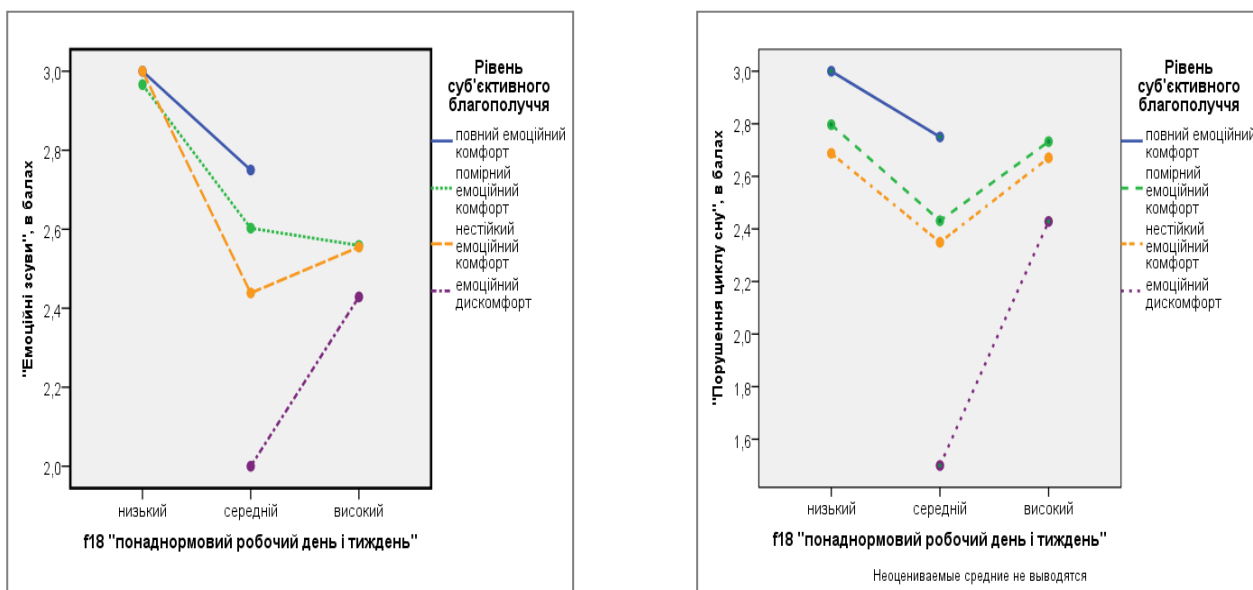 "Емоційні зсуви", в балах
3,0
2,8
2,6
2,4
2,2
2,0
низький
середній
високий
f18 "понаднормовий робочий день і тиждень"
Рівень
суб'єктивного
благополуччя
повний емоційний
комфорт
помірний
емоційний
комфорт
нестійкий
емоційний
комфорт
емоційний
дискомфорт
"Порушення циклу сну", в балах
3,0
2,8
2,6
2,4
2,2
2,0
1,8
1,6
низький
середній
високий
f18 "понаднормовий робочий день і тиждень"
Неоцениваемые средние не выводятся
Рівень
суб'єктивного
благополуччя
повний емоційний
комфорт
помірний
емоційний
комфорт
нестійкий
емоційний
комфорт
емоційний
дискомфорт